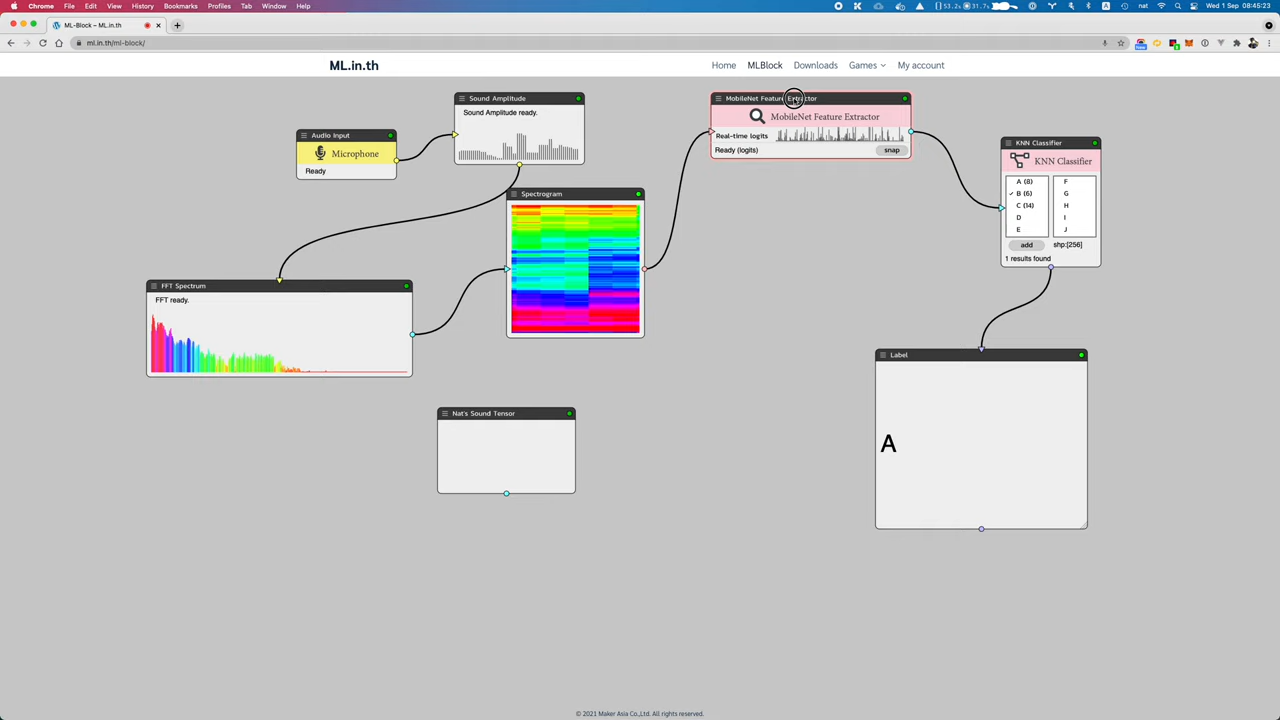 Chrome File Edit View History Bookmarks Profiles Tab Window Help
nat Wed 1 Sep 08:45:23
ML-Block – ML.in.th
ml.in.th/ml-block/
ML.in.th
Home MLBlock Downloads Games My account
Sound Amplitude
Sound Amplitude ready.
MobileNet Feature Extractor
MobileNet Feature Extractor
Real-time logits
Ready (logits) snap
Audio Input
Microphone
Ready
KNN Classifier
KNN Classifier
A (8) F
✓ B (6) G
C (14) H
D I
E J
add shp:[256]
1 results found
Spectrogram
FFT Spectrum
FFT ready.
Label
A
Nat's Sound Tensor
© 2021 Maker Asia Co.,Ltd. All rights reserved.